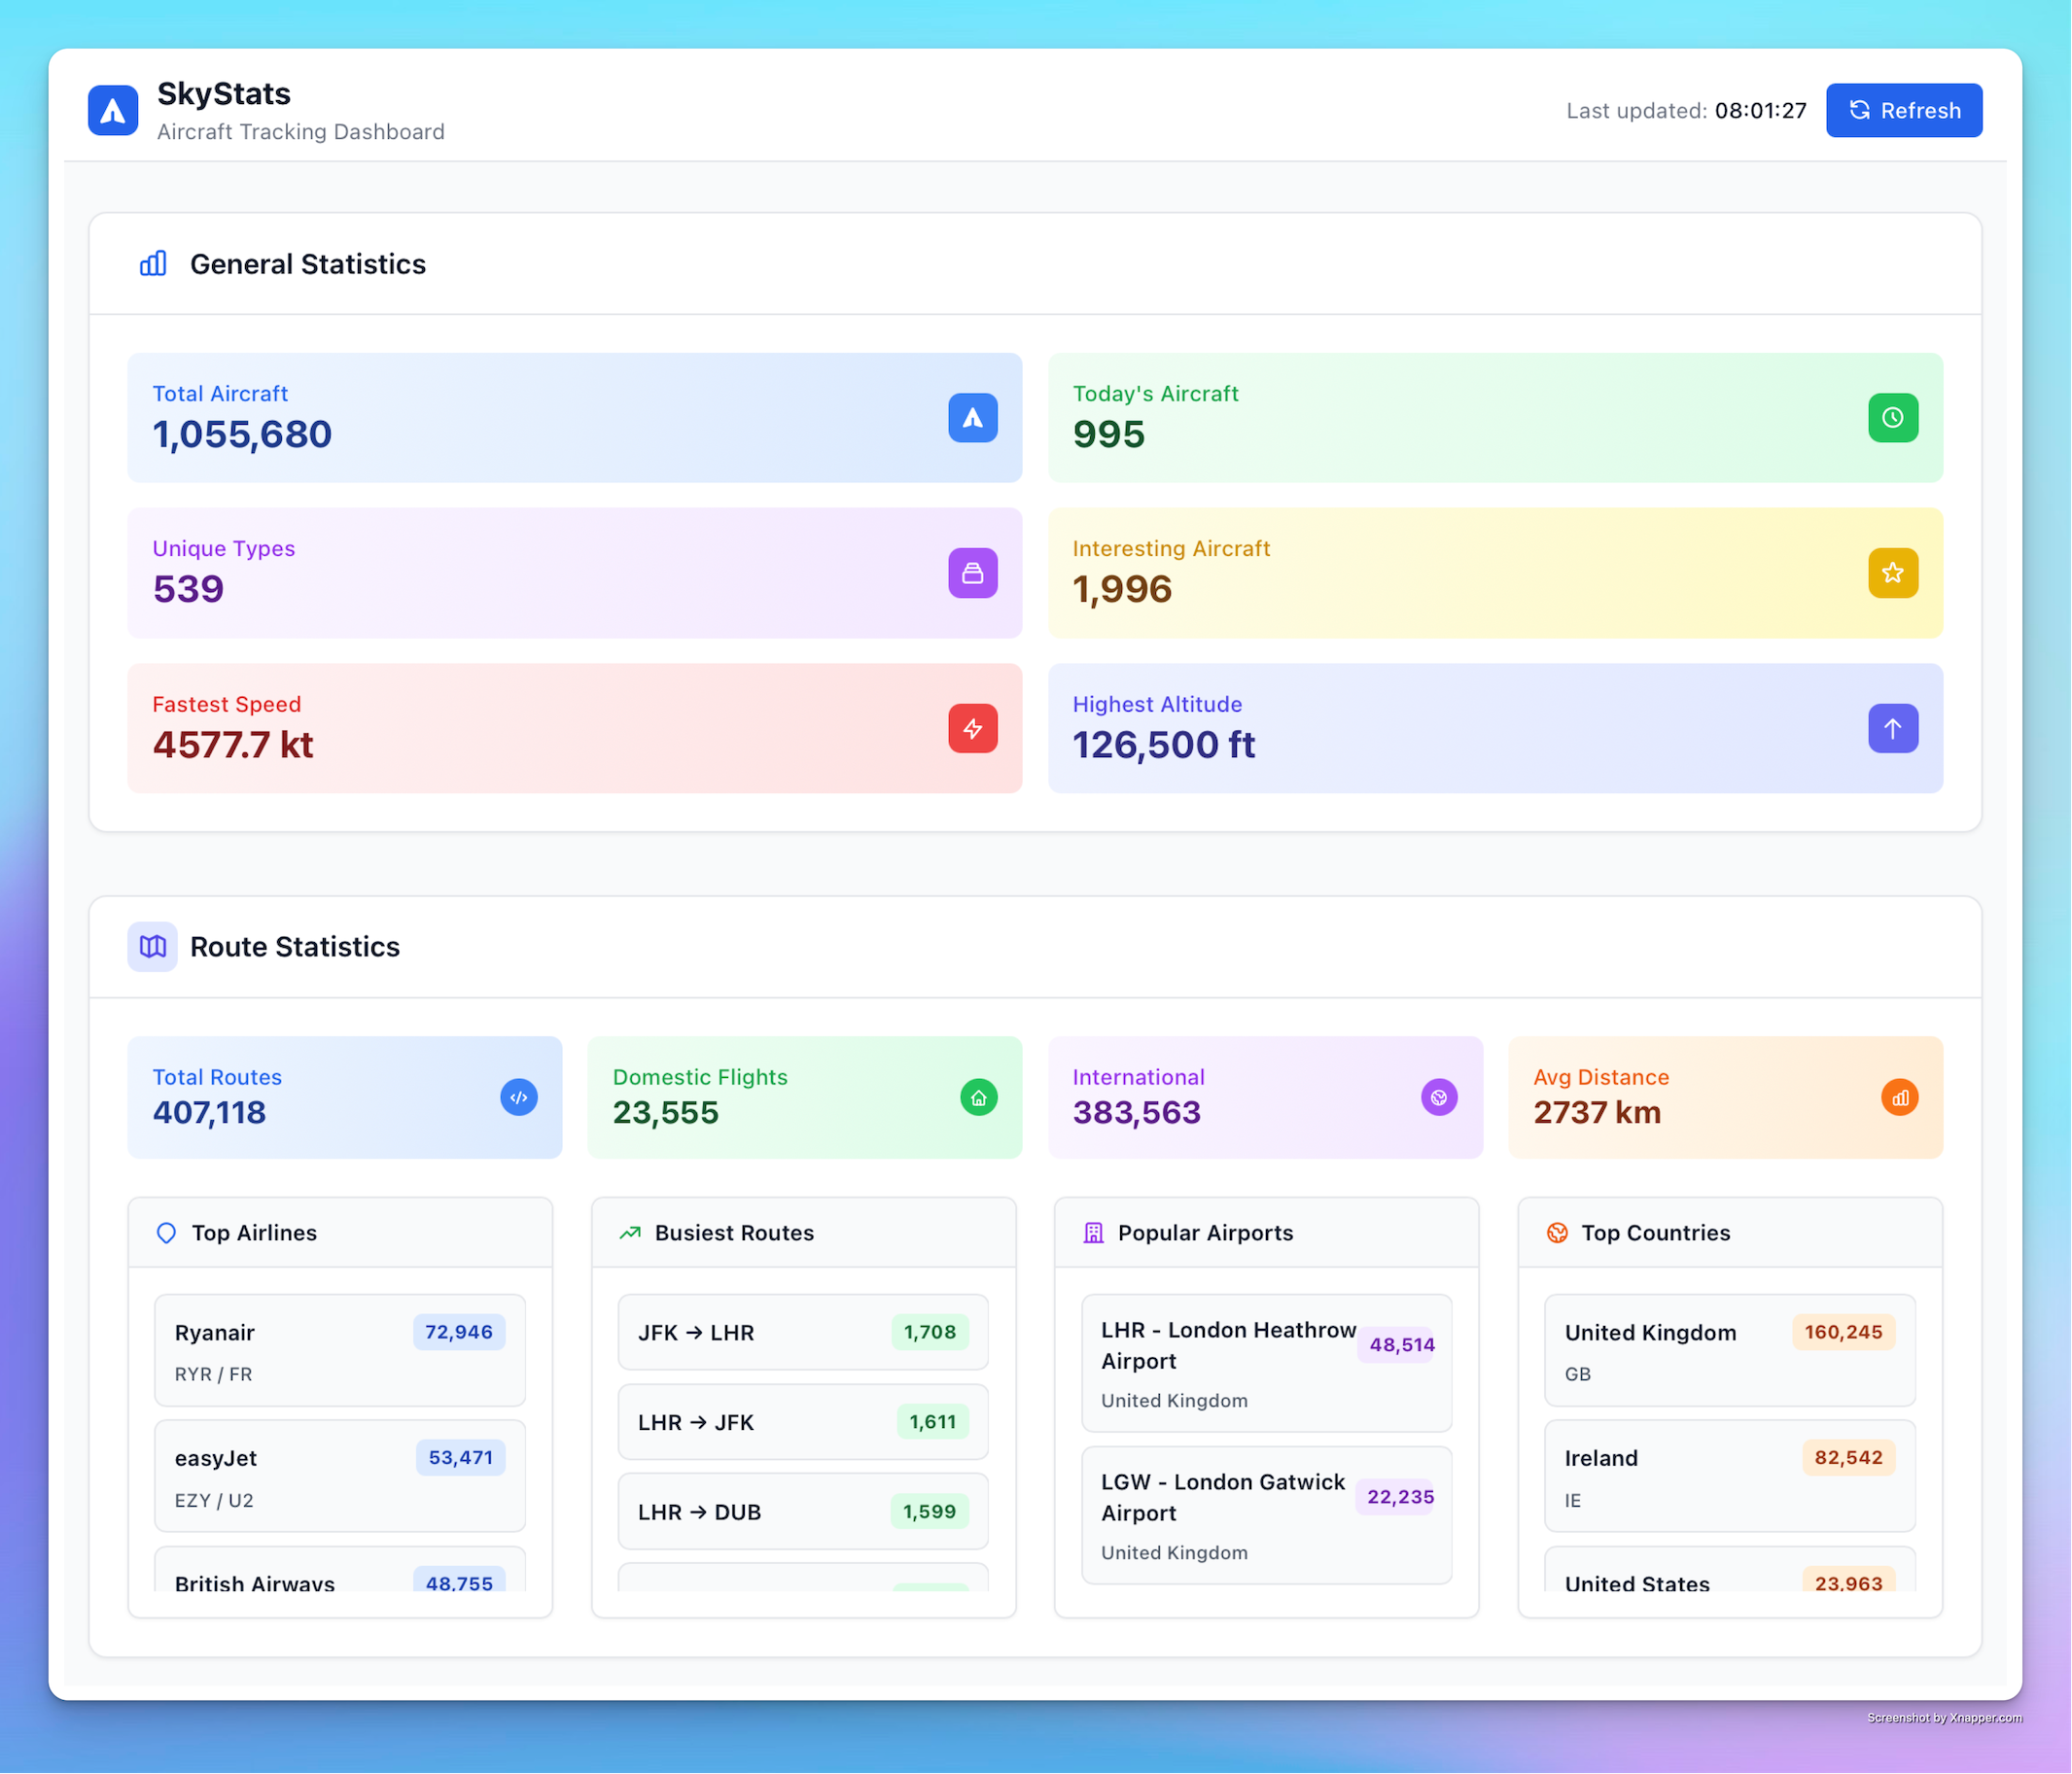 SkyStats
Aircraft Tracking Dashboard
Last updated: 08:01:27
Refresh
General Statistics
Total Aircraft
1,055,680
Today's Aircraft
995
Unique Types
539
Interesting Aircraft
1,996
Fastest Speed
4577.7 kt
Highest Altitude
126,500 ft
Route Statistics
Total Routes
407,118
Domestic Flights
23,555
International
383,563
Avg Distance
2737 km
Top Airlines
Ryanair
72,946
RYR / FR
easyJet
53,471
EZY / U2
British Airways
48,755
Busiest Routes
JFK → LHR
1,708
LHR → JFK
1,611
LHR → DUB
1,599
Popular Airports
LHR - London Heathrow
Airport
48,514
United Kingdom
LGW - London Gatwick
Airport
22,235
United Kingdom
Top Countries
United Kingdom
160,245
GB
Ireland
82,542
IE
United States
23,963
Screenshot by Xnapper.com